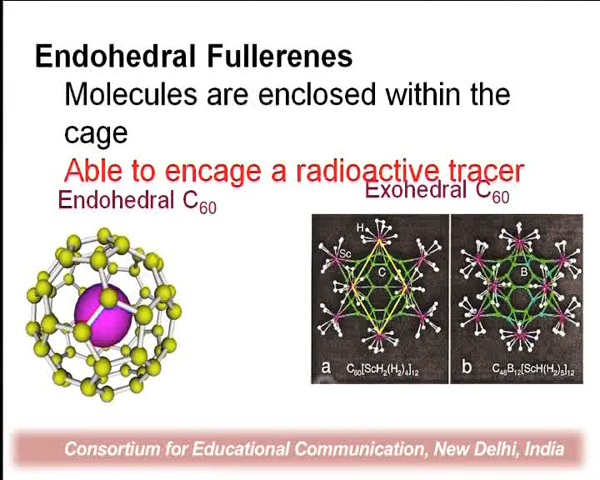 Endohedral Fullerenes
Molecules are enclosed within the
cage
Able to encage a radioactive tracer
Endohedral C60
Exohedral C60
H
Sc
C
a
C60[ScH2(H2)4]12
B
b
C48B12[ScH(H2)5]12
Consortium for Educational Communication, New Delhi, India